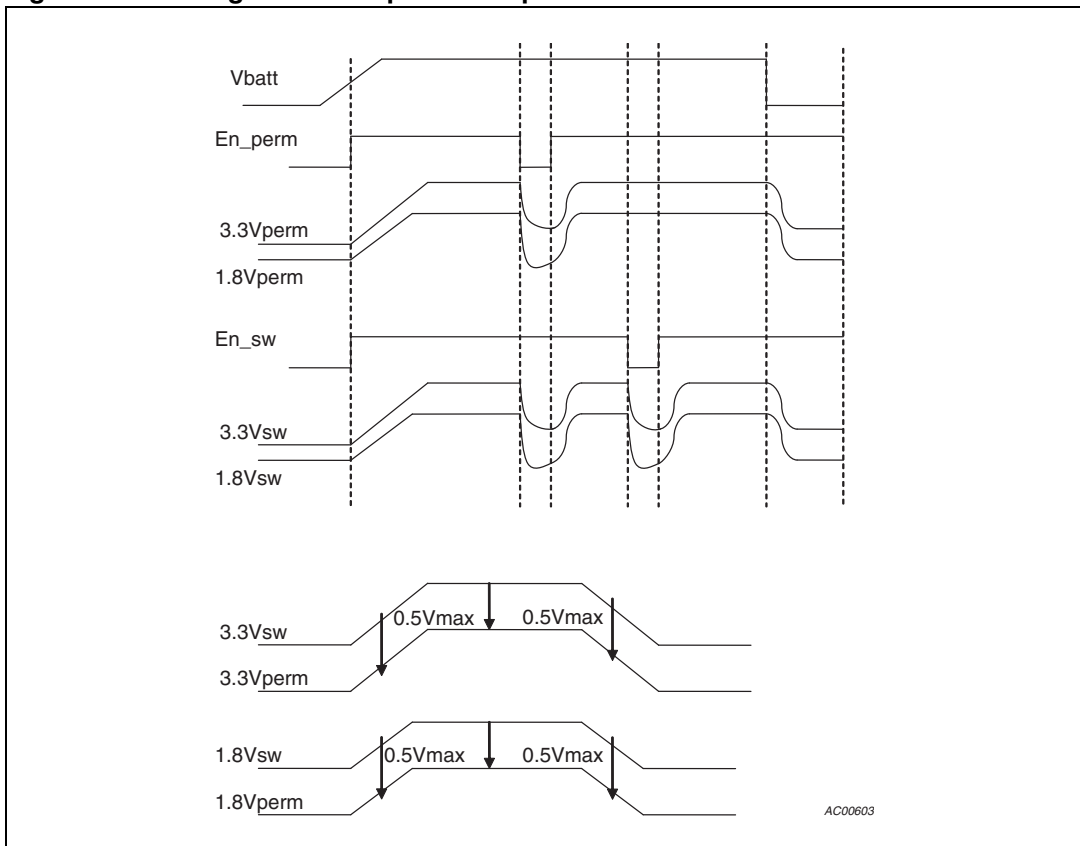 Vbatt
En_perm
3.3Vperm
1.8Vperm
En_sw
3.3Vsw
1.8Vsw
0.5Vmax 0.5Vmax
3.3Vsw
3.3Vperm
1.8Vsw 0.5Vmax 0.5Vmax
1.8Vperm
AC00603